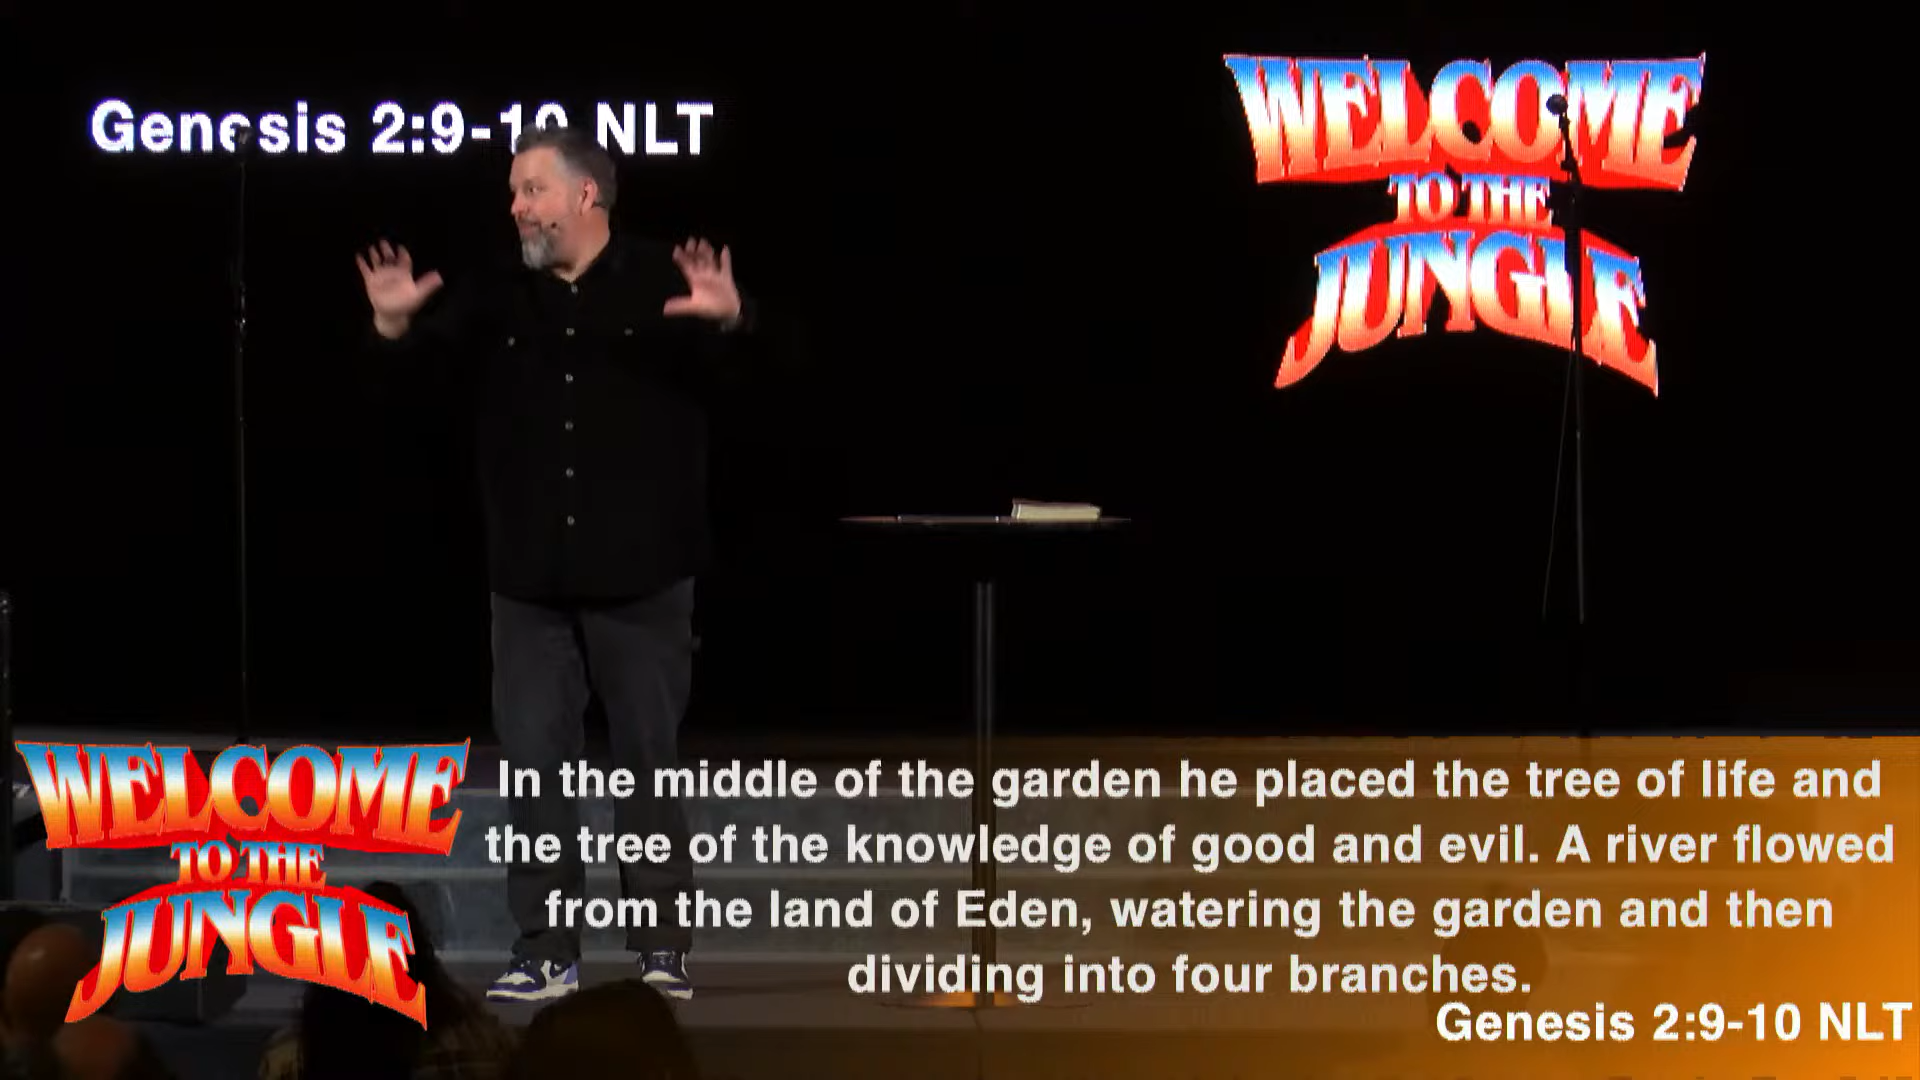 Genesis 2:9-10 NLT
WELCOME
TO THE
JUNGLE
WELCOME
TO THE
JUNGLE
In the middle of the garden he placed the tree of life and
the tree of the knowledge of good and evil. A river flowed
from the land of Eden, watering the garden and then
dividing into four branches.
Genesis 2:9-10 NLT